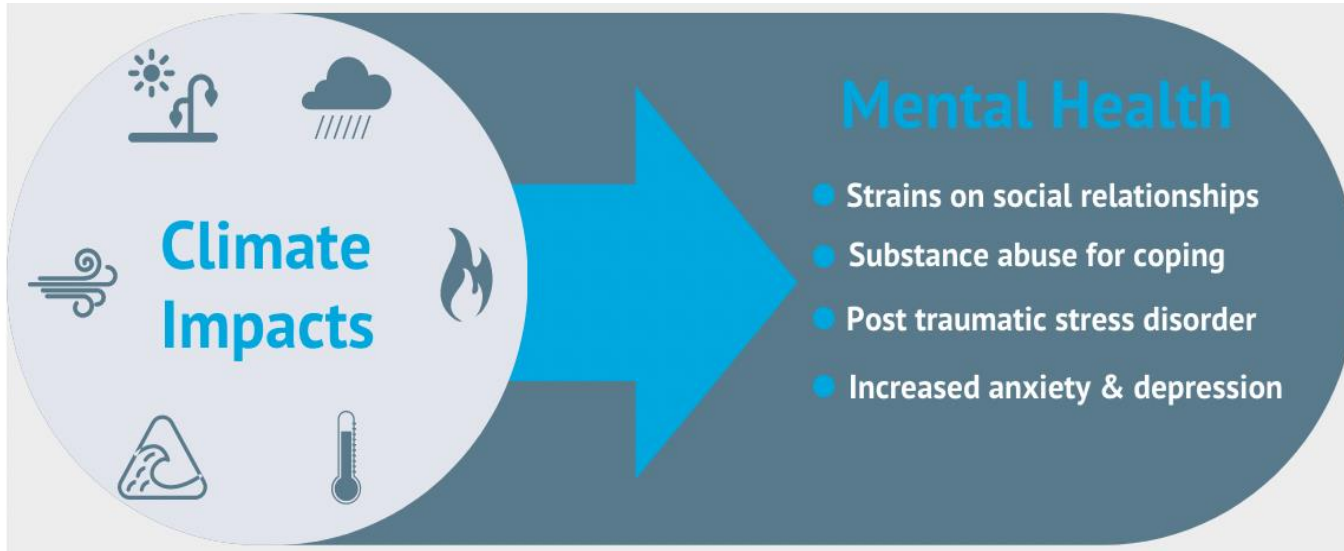 Climate
Impacts
Mental Health
Strains on social relationships
Substance abuse for coping
Post traumatic stress disorder
Increased anxiety & depression